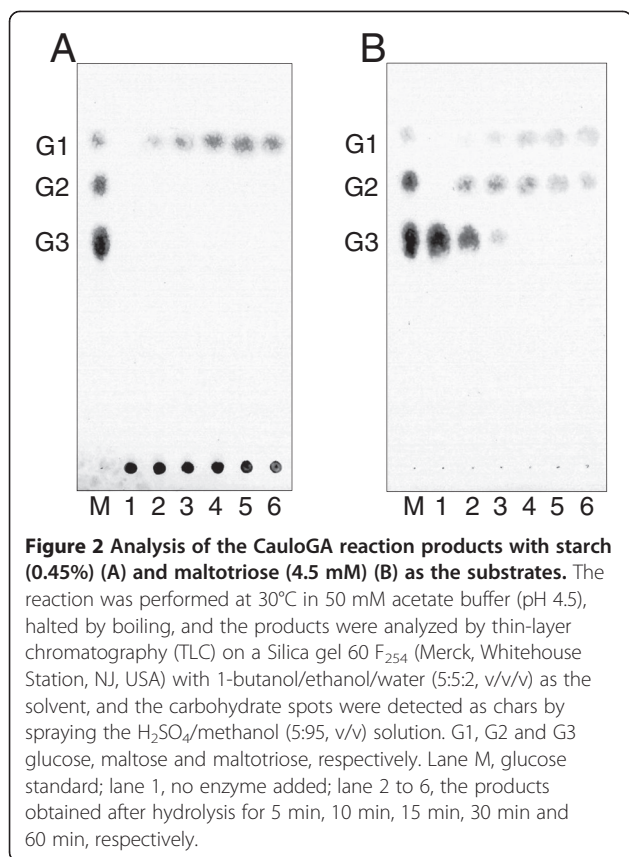 A
B
G1
G2
G3
G1
G2
G3
M 1 2 3 4 5 6
M 1 2 3 4 5 6
Figure 2 Analysis of the CauloGA reaction products with starch
(0.45%) (A) and maltotriose (4.5 mM) (B) as the substrates. The
reaction was performed at 30°C in 50 mM acetate buffer (pH 4.5),
halted by boiling, and the products were analyzed by thin-layer
chromatography (TLC) on a Silica gel 60 F₂₅₄ (Merck, Whitehouse
Station, NJ, USA) with 1-butanol/ethanol/water (5:5:2, v/v/v) as the
solvent, and the carbohydrate spots were detected as chars by
spraying the H₂SO₄/methanol (5:95, v/v) solution. G1, G2 and G3
glucose, maltose and maltotriose, respectively. Lane M, glucose
standard; lane 1, no enzyme added; lane 2 to 6, the products
obtained after hydrolysis for 5 min, 10 min, 15 min, 30 min and
60 min, respectively.